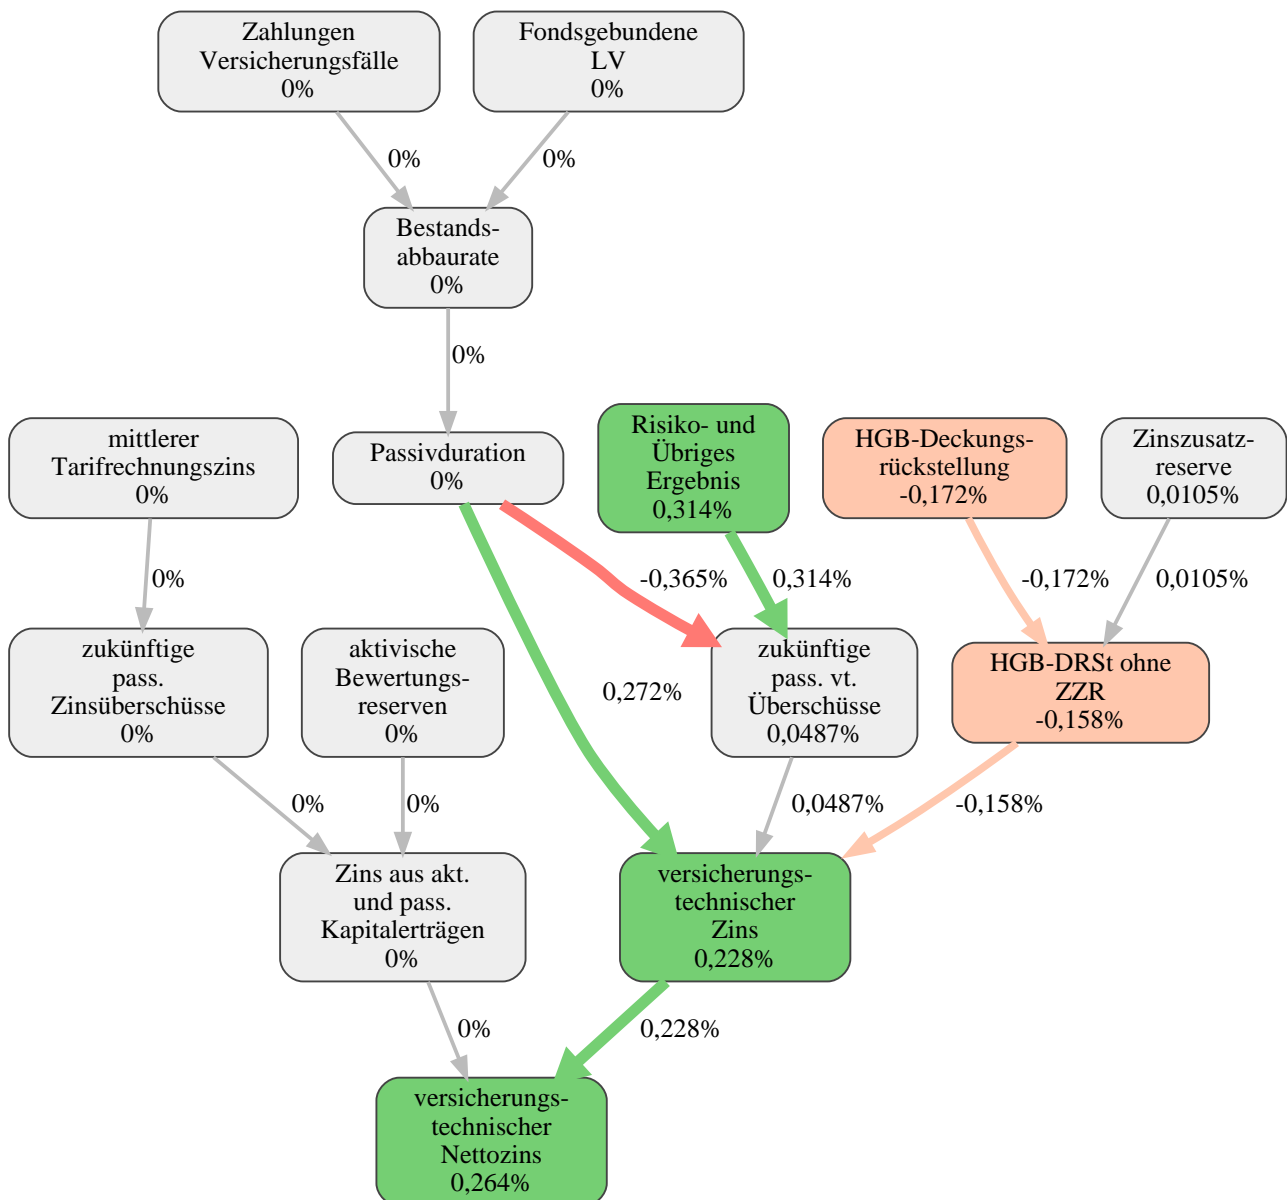 Zahlungen
Versicherungsfälle
0%
Fondsgebundene
LV
0%
0%
0%
Bestands-
abbaurate
0%
0%
mittlerer
Tarifrechnungszins
0%
Passivduration
0%
Risiko- und
Übriges
Ergebnis
0,314%
HGB-Deckungs-
rückstellung
-0,172%
Zinszusatz-
reserve
0,0105%
0%
-0,365%
0,314%
-0,172%
0,0105%
zukünftige
pass.
Zinsüberschüsse
0%
aktivische
Bewertungs-
reserven
0%
0,272%
zukünftige
pass. vt.
Überschüsse
0,0487%
HGB-DRSt ohne
ZZR
-0,158%
0%
0%
0,0487%
-0,158%
Zins aus akt.
und pass.
Kapitalerträgen
0%
versicherungs-
technischer
Zins
0,228%
0%
0,228%
versicherungs-
technischer
Nettozins
0,264%